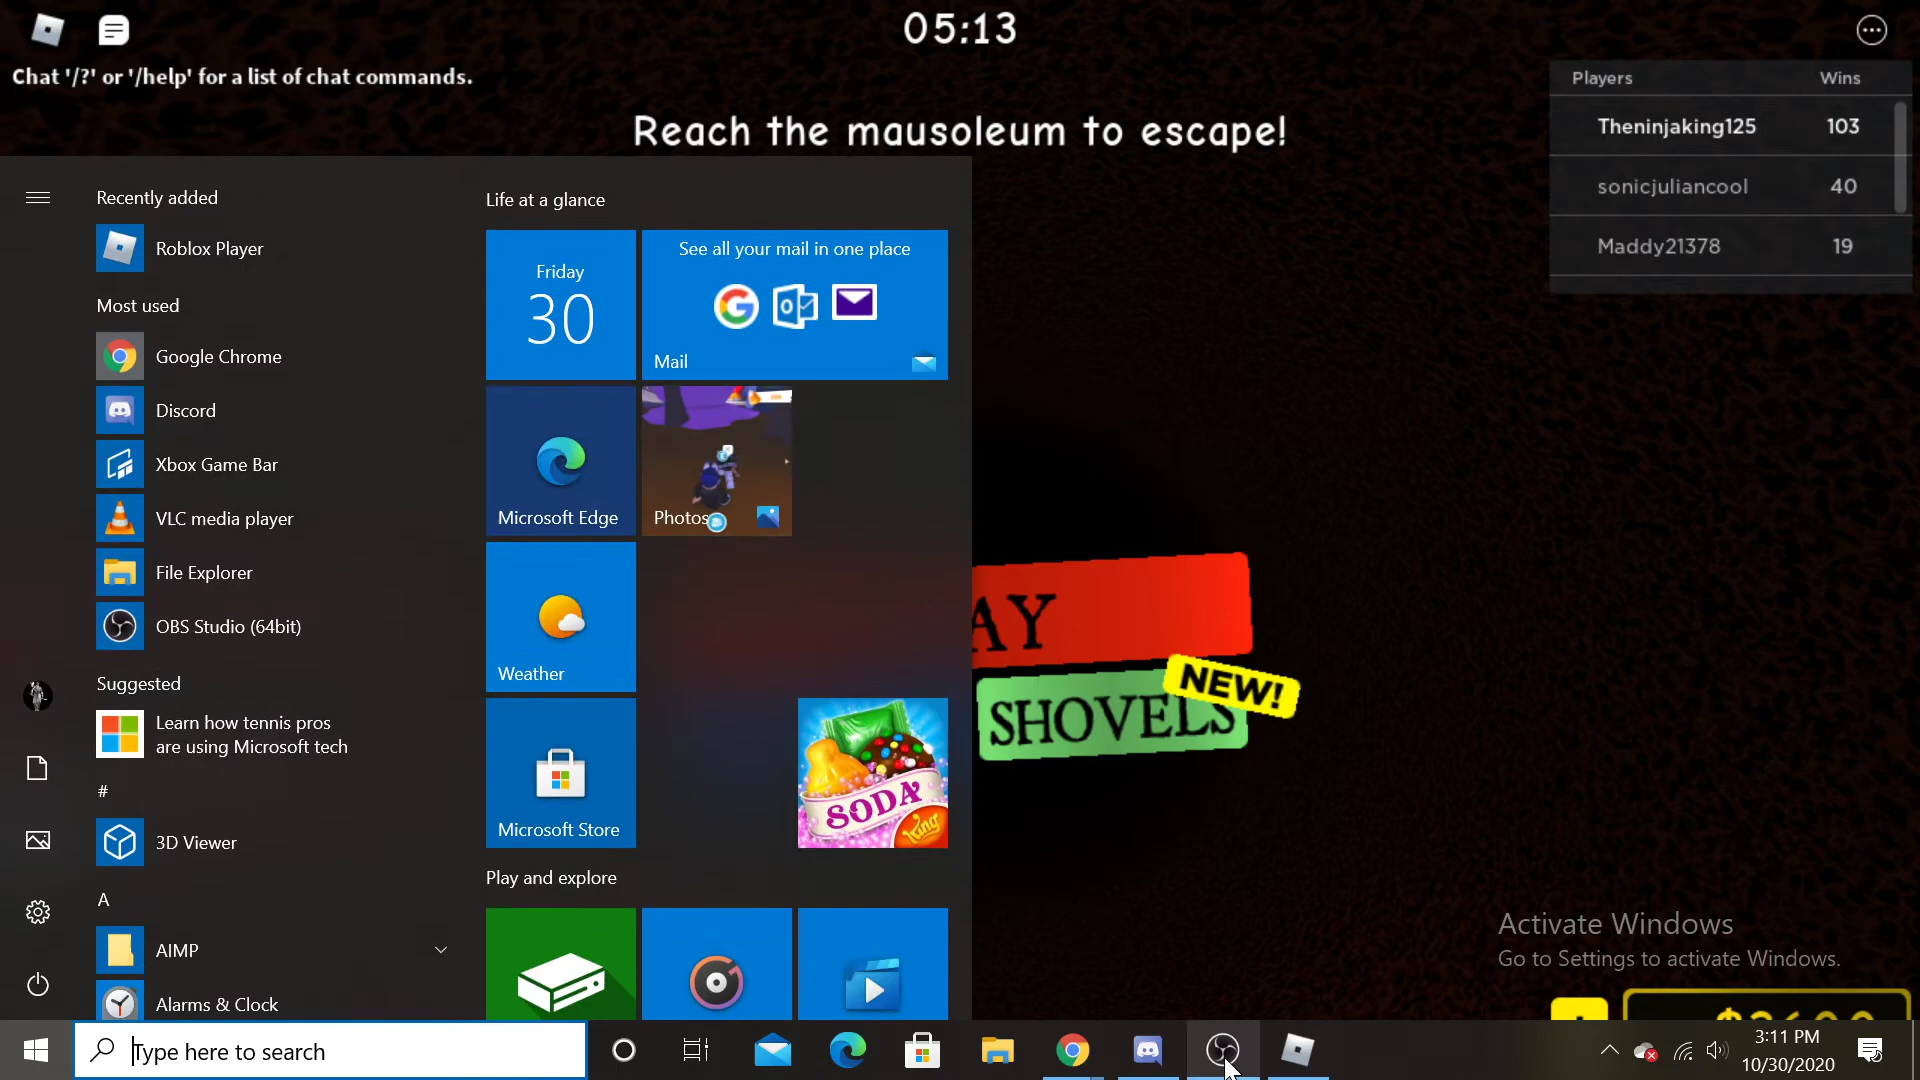 05:13
Chat '/?' or '/help' for a list of chat commands.
Players Wins
Theninjaking125 103
sonicjuliancool 40
Maddy21378 19
Reach the mausoleum to escape!
Recently added
Roblox Player
Most used
Google Chrome
Discord
Xbox Game Bar
VLC media player
File Explorer
OBS Studio (64bit)
Suggested
Learn how tennis pros
are using Microsoft tech
#
3D Viewer
A
AIMP
Alarms & Clock
Life at a glance
Friday
30
See all your mail in one place
Mail
Microsoft Edge
Photos
Weather
Microsoft Store
SODA
King
Play and explore
AY
NEW!
SHOVELS
Activate Windows
Go to Settings to activate Windows.
Type here to search
3:11 PM
10/30/2020